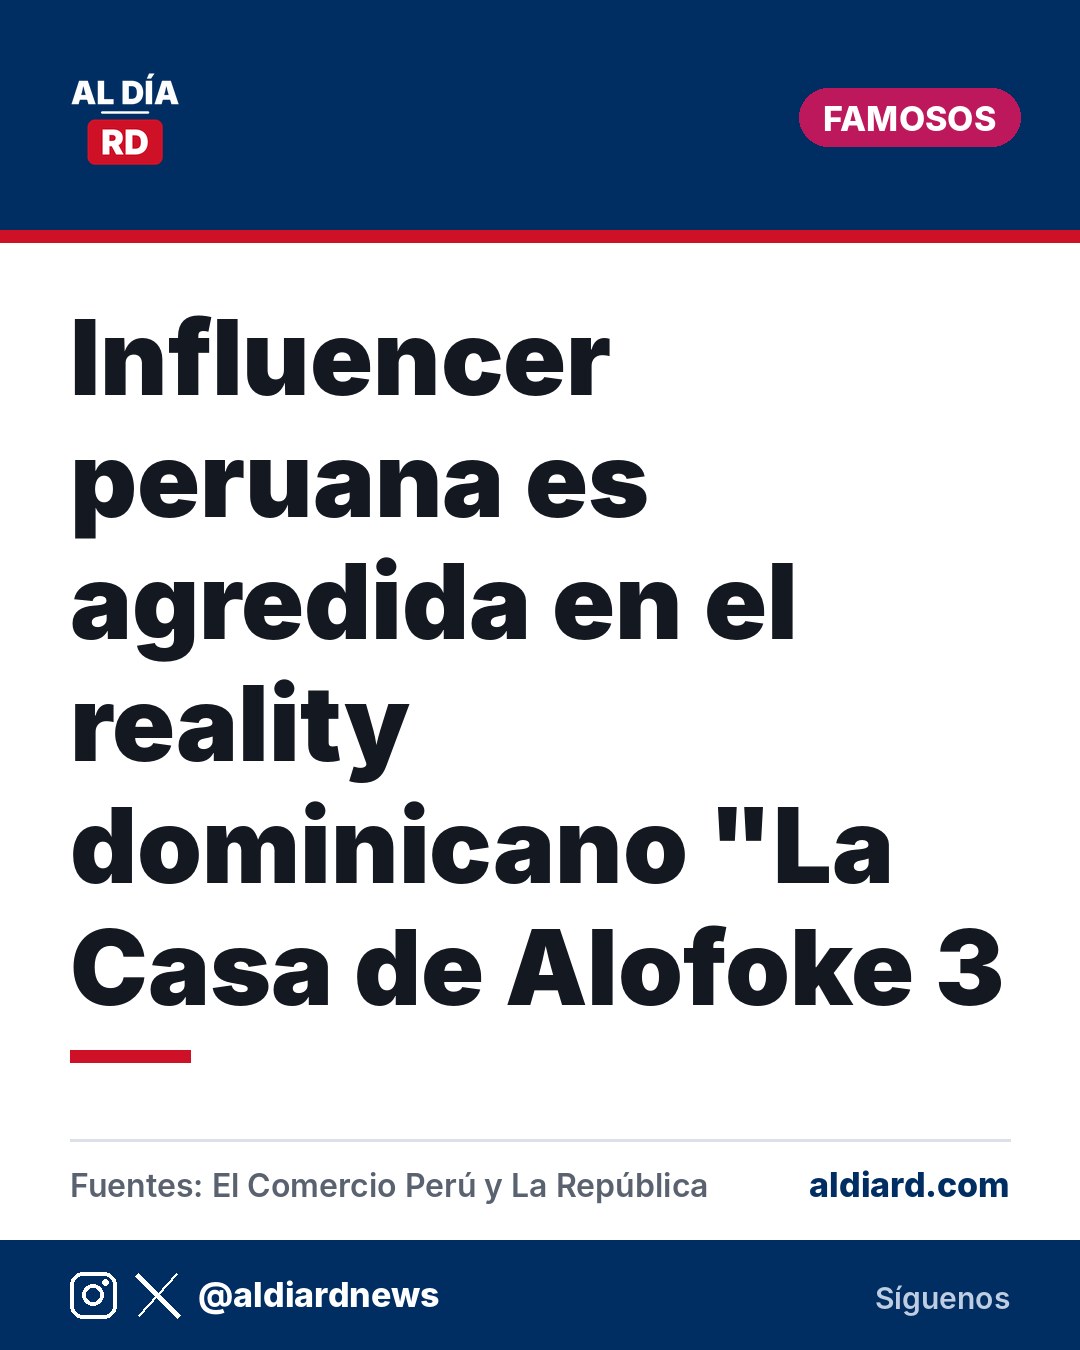 AL DÍA
RD
FAMOSOS
Influencer
peruana es
agredida en el
reality
dominicano "La
Casa de Alofoke 3
Fuentes: El Comercio Perú y La República
aldiard.com
@aldiardnews
Síguenos